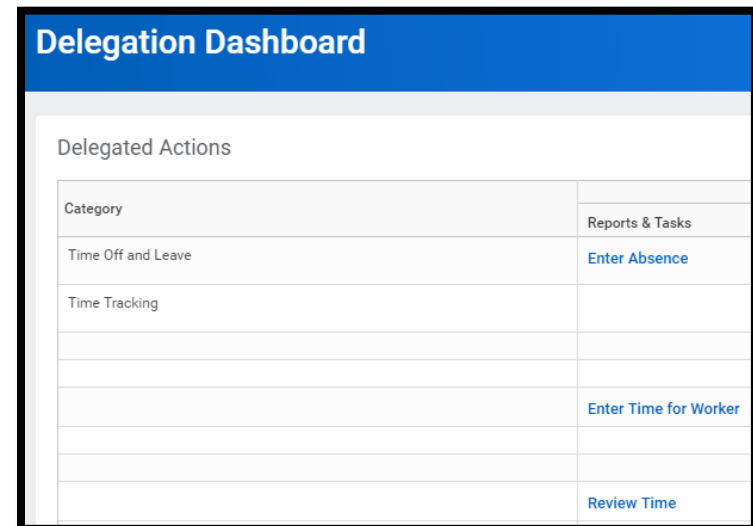 Delegation Dashboard
Delegated Actions
Category
Reports & Tasks
Time Off and Leave
Enter Absence
Time Tracking
Enter Time for Worker
Review Time